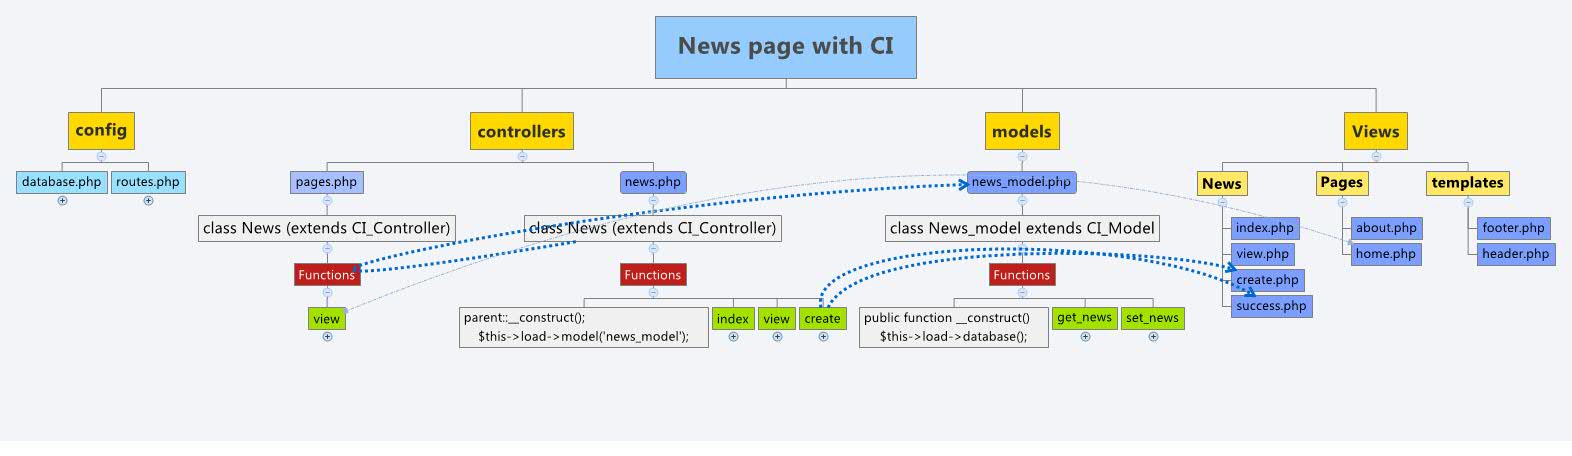 News page with CI
config
controllers
models
Views
database.php
routes.php
pages.php
news.php
news_model.php
News
Pages
templates
class News (extends CI_Controller)
class News (extends CI_Controller)
class News_model extends CI_Model
index.php
about.php
footer.php
view.php
home.php
header.php
Functions
Functions
Functions
create.php
success.php
view
parent::__construct();
$this->load->model('news_model');
index
view
create
public function __construct()
$this->load->database();
get_news
set_news